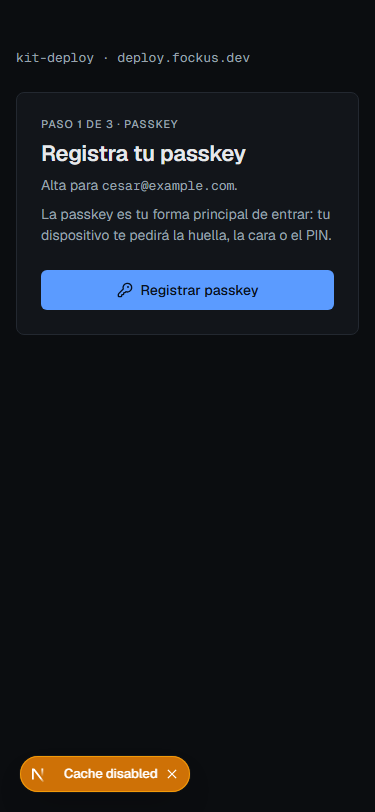 kit-deploy · deploy.fockus.dev
PASO 1 DE 3 · PASSKEY
Registra tu passkey
Alta para cesar@example.com.
La passkey es tu forma principal de entrar: tu
dispositivo te pedirá la huella, la cara o el PIN.
Registrar passkey
Cache disabled